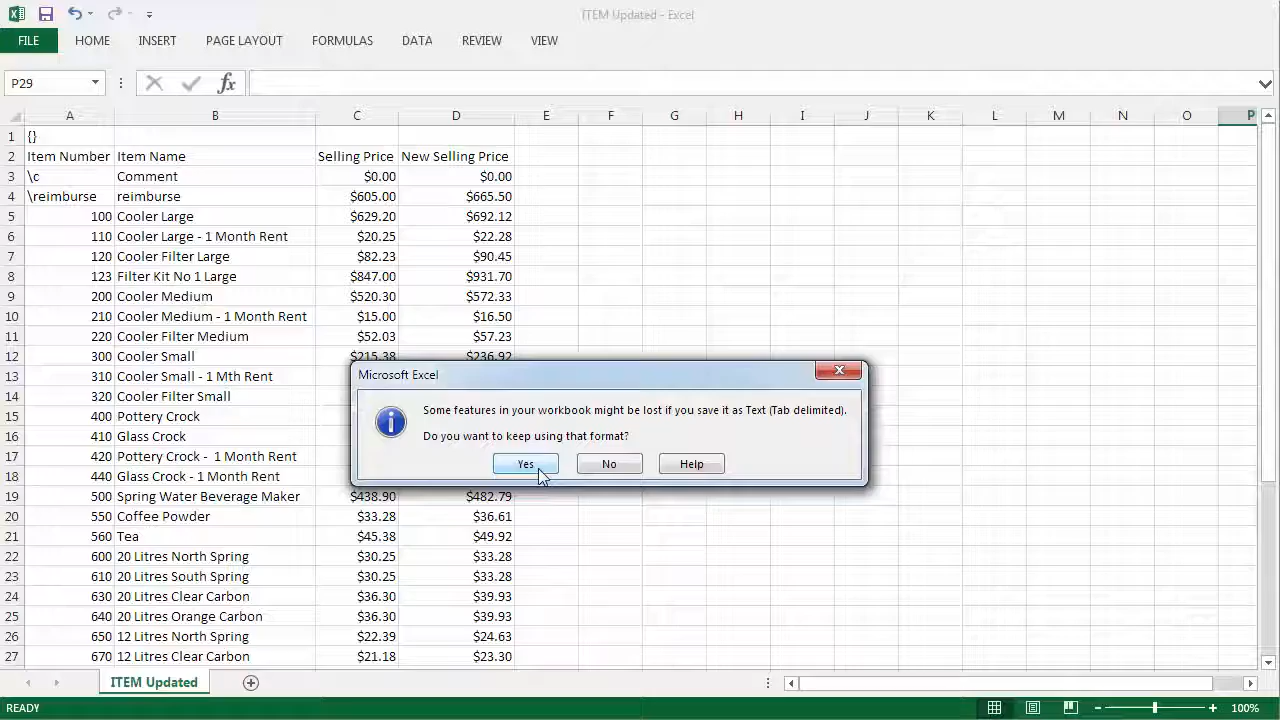 ITEM Updated - Excel
FILE HOME INSERT PAGE LAYOUT FORMULAS DATA REVIEW VIEW
P29 fx
A B C D E F G H I J K L M N O P
1 {}
2 Item Number Item Name Selling Price New Selling Price
3 \c Comment $0.00 $0.00
4 \reimburse reimburse $605.00 $665.50
5 100 Cooler Large $629.20 $692.12
6 110 Cooler Large - 1 Month Rent $20.25 $22.28
7 120 Cooler Filter Large $82.23 $90.45
8 123 Filter Kit No 1 Large $847.00 $931.70
9 200 Cooler Medium $520.30 $572.33
10 210 Cooler Medium - 1 Month Rent $15.00 $16.50
11 220 Cooler Filter Medium $52.03 $57.23
12 300 Cooler Small $215.38 $236.92
13 310 Cooler Small - 1 Mth Rent
14 320 Cooler Filter Small
15 400 Pottery Crock
16 410 Glass Crock
17 420 Pottery Crock - 1 Month Rent
18 440 Glass Crock - 1 Month Rent
19 500 Spring Water Beverage Maker $438.90 $482.79
20 550 Coffee Powder $33.28 $36.61
21 560 Tea $45.38 $49.92
22 600 20 Litres North Spring $30.25 $33.28
23 610 20 Litres South Spring $30.25 $33.28
24 630 20 Litres Clear Carbon $36.30 $39.93
25 640 20 Litres Orange Carbon $36.30 $39.93
26 650 12 Litres North Spring $22.39 $24.63
27 670 12 Litres Clear Carbon $21.18 $23.30
Microsoft Excel
Some features in your workbook might be lost if you save it as Text (Tab delimited).
Do you want to keep using that format?
Yes No Help
ITEM Updated
READY 100%